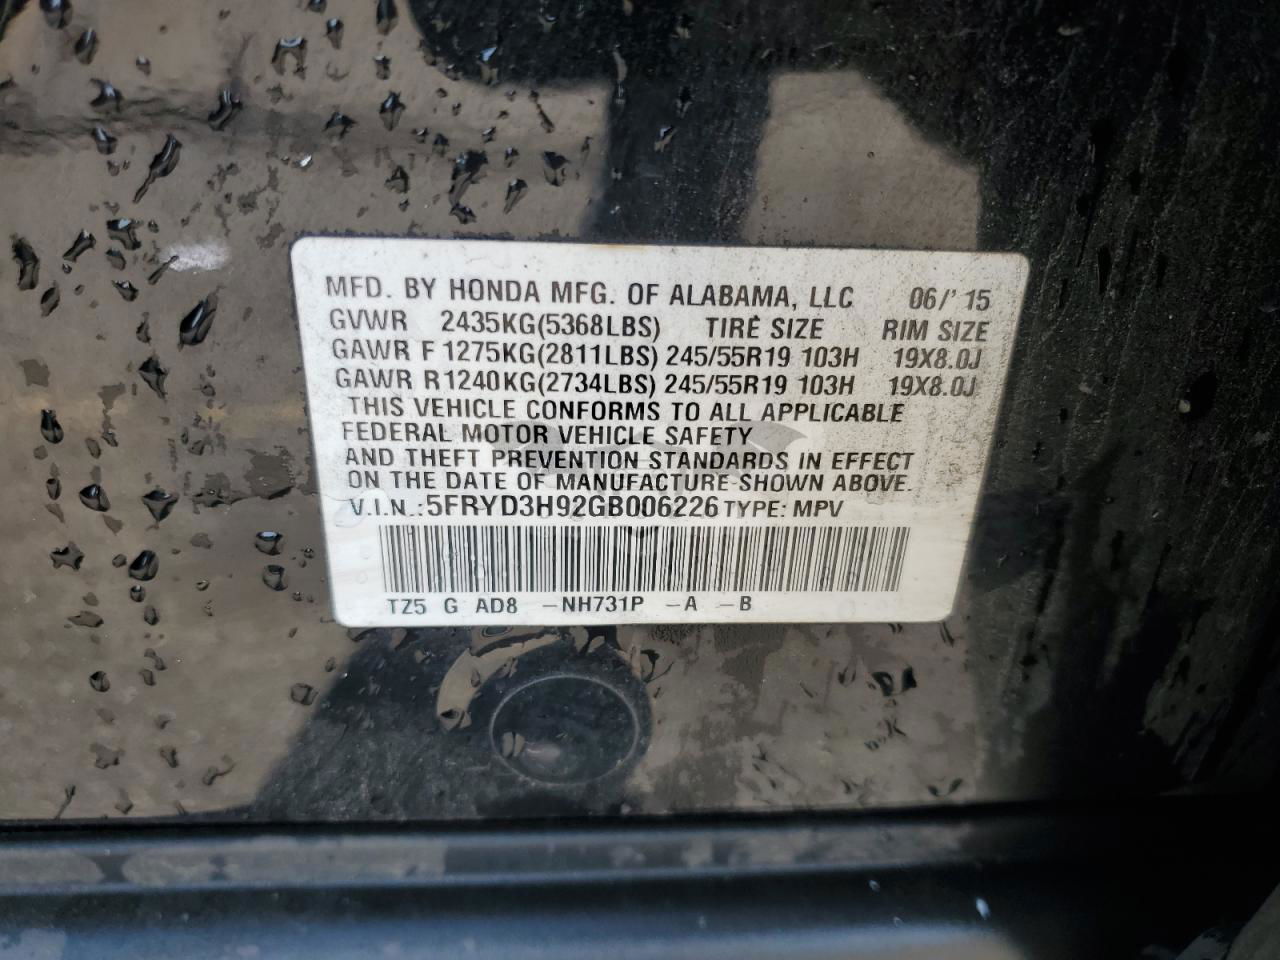 MFD. BY HONDA MFG. OF ALABAMA, LLC 06/'15
GVWR 2435KG(5368LBS) TIRE SIZE RIM SIZE
GAWR F 1275KG(2811LBS) 245/55R19 103H 19X8.0J
GAWR R1240KG(2734LBS) 245/55R19 103H 19X8.0J
THIS VEHICLE CONFORMS TO ALL APPLICABLE
FEDERAL MOTOR VEHICLE SAFETY
AND THEFT PREVENTION STANDARDS IN EFFECT
ON THE DATE OF MANUFACTURE SHOWN ABOVE.
V.I.N.:5FRYD3H92GB006226 TYPE: MPV
TZ5 G AD8 -NH731P -A -B